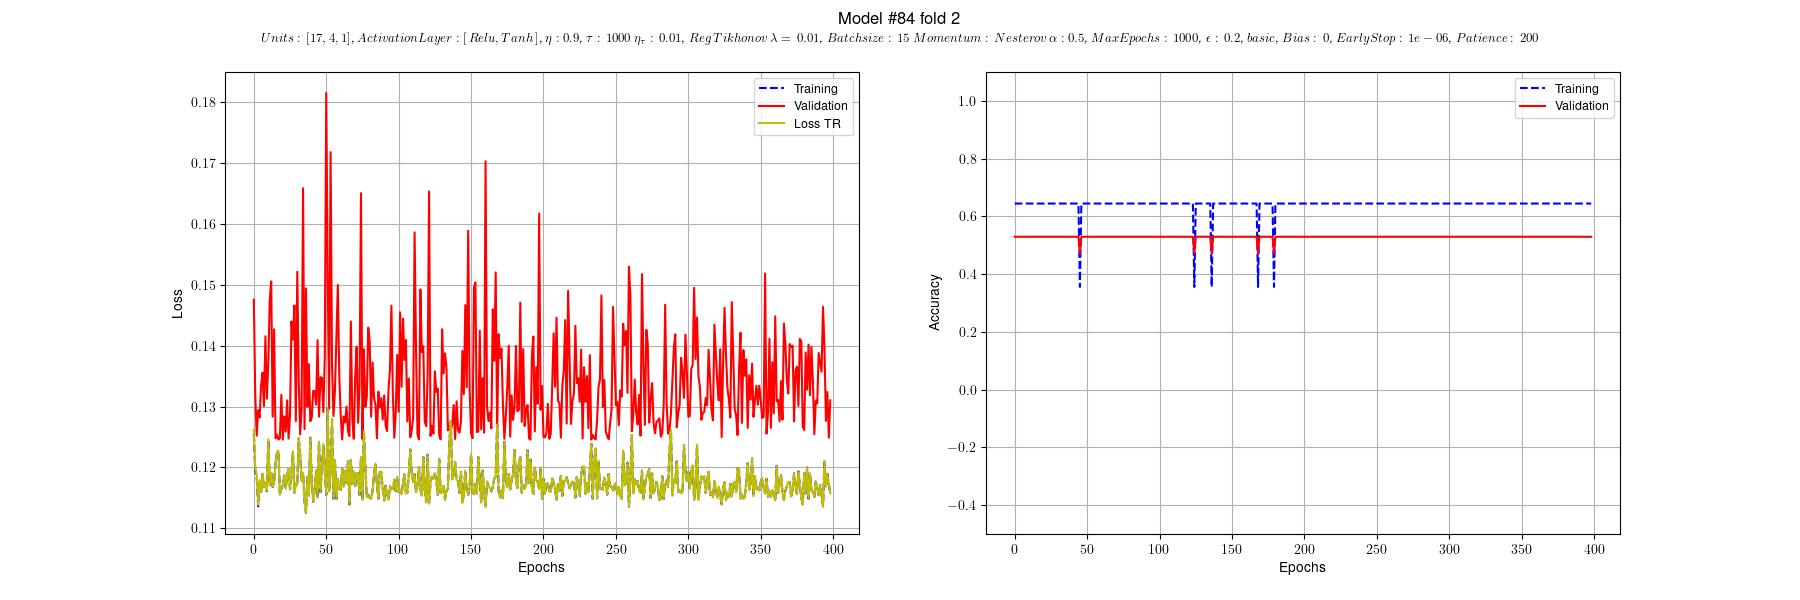 Model #84 fold 2
Units : [17, 4, 1], ActivationLayer : [Relu, Tanh], η : 0.9, τ : 1000 η_τ : 0.01, RegTikhonov λ = 0.01, Batchsize : 15 Momentum : Nesterov α : 0.5, MaxEpochs : 1000, ϵ : 0.2, basic, Bias : 0, EarlyStop : 1e − 06, Patience : 200
Loss
0.18
0.17
0.16
0.15
0.14
0.13
0.12
0.11
0 50 100 150 200 250 300 350 400
Epochs
Training
Validation
Loss TR
Accuracy
1.0
0.8
0.6
0.4
0.2
0.0
−0.2
−0.4
0 50 100 150 200 250 300 350 400
Epochs
Training
Validation